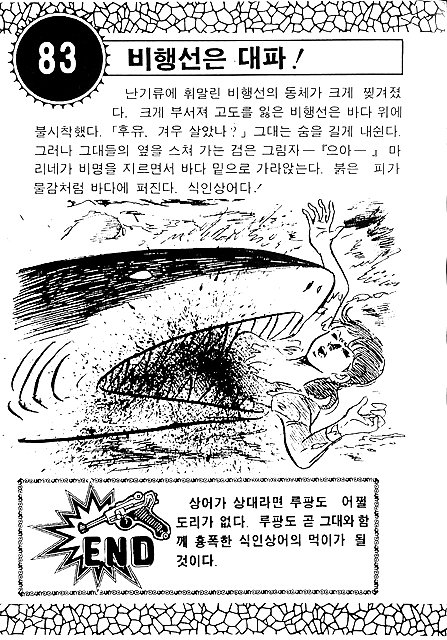 83
비행선은 대파!
난기류에 휘말린 비행선의 동체가 크게 찢겨졌
다. 크게 부서져 고도를 잃은 비행선은 바다 위에
불시착했다. 「후유, 겨우 살았나?」 그대는 숨을 길게 내쉰다.
그러나 그대들의 옆을 스쳐 가는 검은 그림자— 『으아—』 마
리네가 비명을 지르면서 바다 밑으로 가라앉는다. 붉은 피가
물감처럼 바다에 퍼진다. 식인상어다!
END
상어가 상대라면 루팡도 어쩔
도리가 없다. 루팡도 곧 그대와 함
께 흉폭한 식인상어의 먹이가 될
것이다.